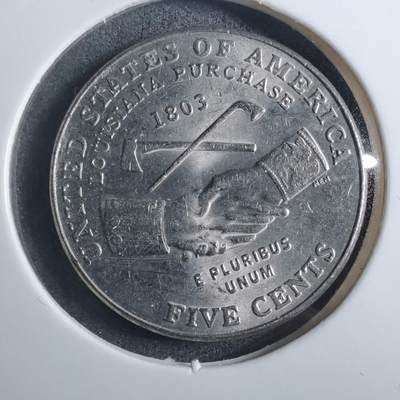 UNITED STATES OF AMERICA
LOUISIANA PURCHASE
1803
E PLURIBUS
UNUM
FIVE CENTS